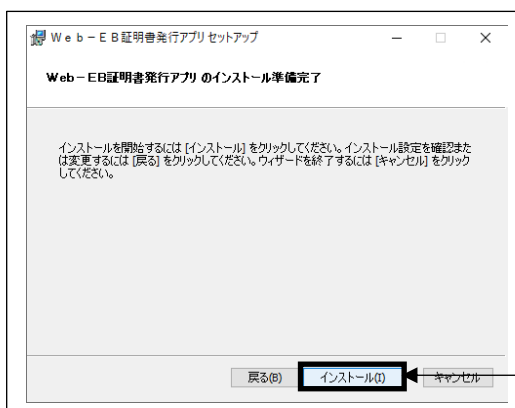 Ｗｅｂ－ＥＢ証明書発行アプリ セットアップ
Ｗｅｂ－ＥＢ証明書発行アプリ のインストール準備完了
インストールを開始するには [インストール] をクリックしてください。インストール設定を確認また
は変更するには [戻る] をクリックしてください。ウィザードを終了するには [キャンセル] をクリック
してください。
戻る(B)
インストール(I)
キャンセル